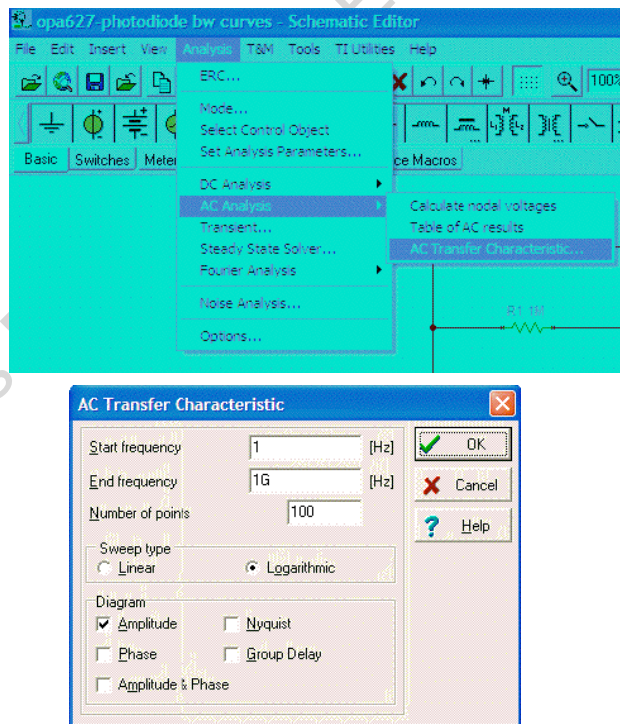 opa627-photodiode bw curves - Schematic Editor
File Edit Insert View Analysis T&M Tools TI Utilities Help
100%
Basic Switches Meter ce Macros
ERC...
Mode...
Select Control Object
Set Analysis Parameters...
DC Analysis
AC Analysis
Transient...
Steady State Solver...
Fourier Analysis
Noise Analysis...
Options...
Calculate nodal voltages
Table of AC results
AC Transfer Characteristic...
R1 1M
AC Transfer Characteristic
Start frequency 1 [Hz] OK
End frequency 1G [Hz] Cancel
Number of points 100 Help
Sweep type
Linear Logarithmic
Diagram
Amplitude Nyquist
Phase Group Delay
Amplitude & Phase